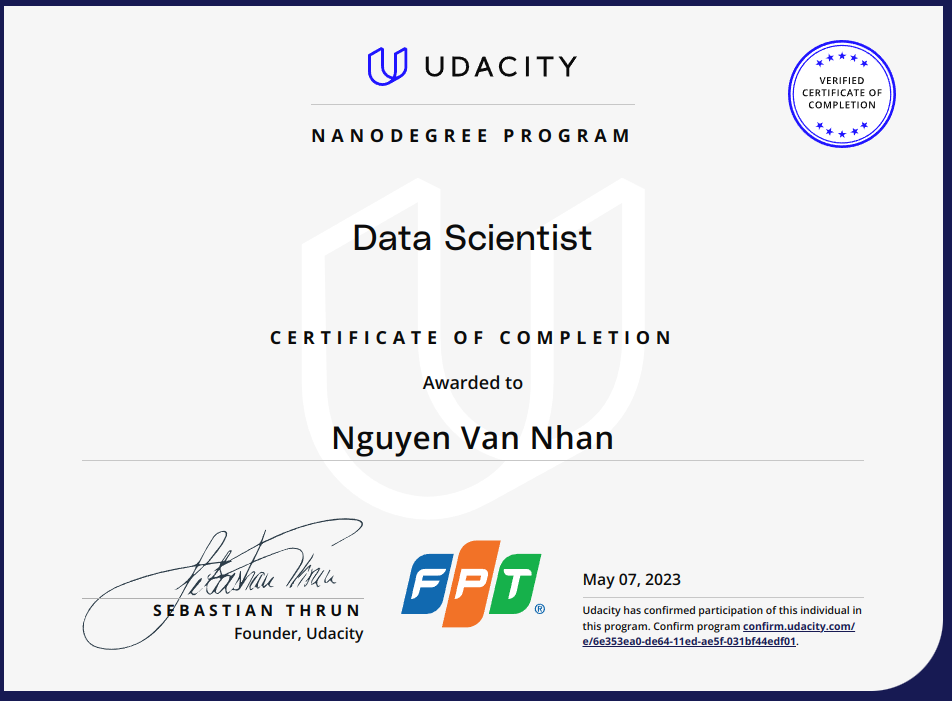 UDACITY
VERIFIED
CERTIFICATE OF
COMPLETION
NANODEGREE PROGRAM
Data Scientist
CERTIFICATE OF COMPLETION
Awarded to
Nguyen Van Nhan
Sebastian Thrun
SEBASTIAN THRUN
Founder, Udacity
FPT®
May 07, 2023
Udacity has confirmed participation of this individual in
this program. Confirm program confirm.udacity.com/
e/6e353ea0-de64-11ed-ae5f-031bf44edf01.